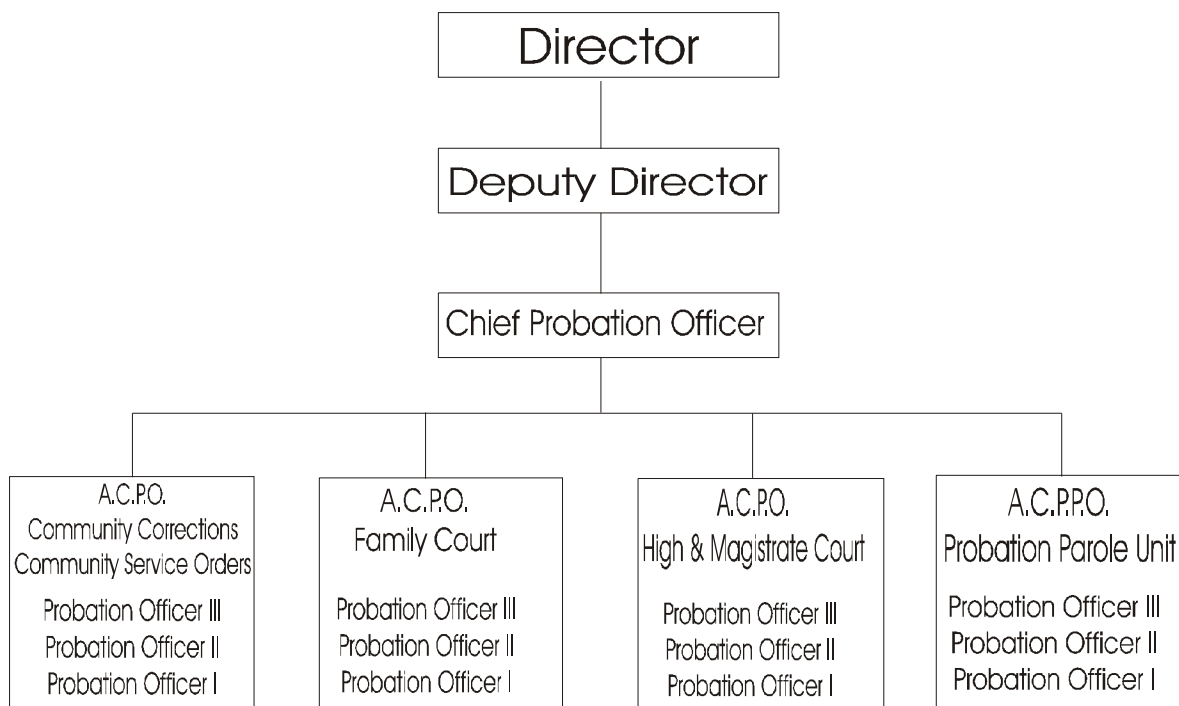 Director
Deputy Director
Chief Probation Officer
A.C.P.O.
Community Corrections
Community Service Orders
Probation Officer III
Probation Officer II
Probation Officer I
A.C.P.O.
Family Court
Probation Officer III
Probation Officer II
Probation Officer I
A.C.P.O.
High & Magistrate Court
Probation Officer III
Probation Officer II
Probation Officer I
A.C.P.P.O.
Probation Parole Unit
Probation Officer III
Probation Officer II
Probation Officer I